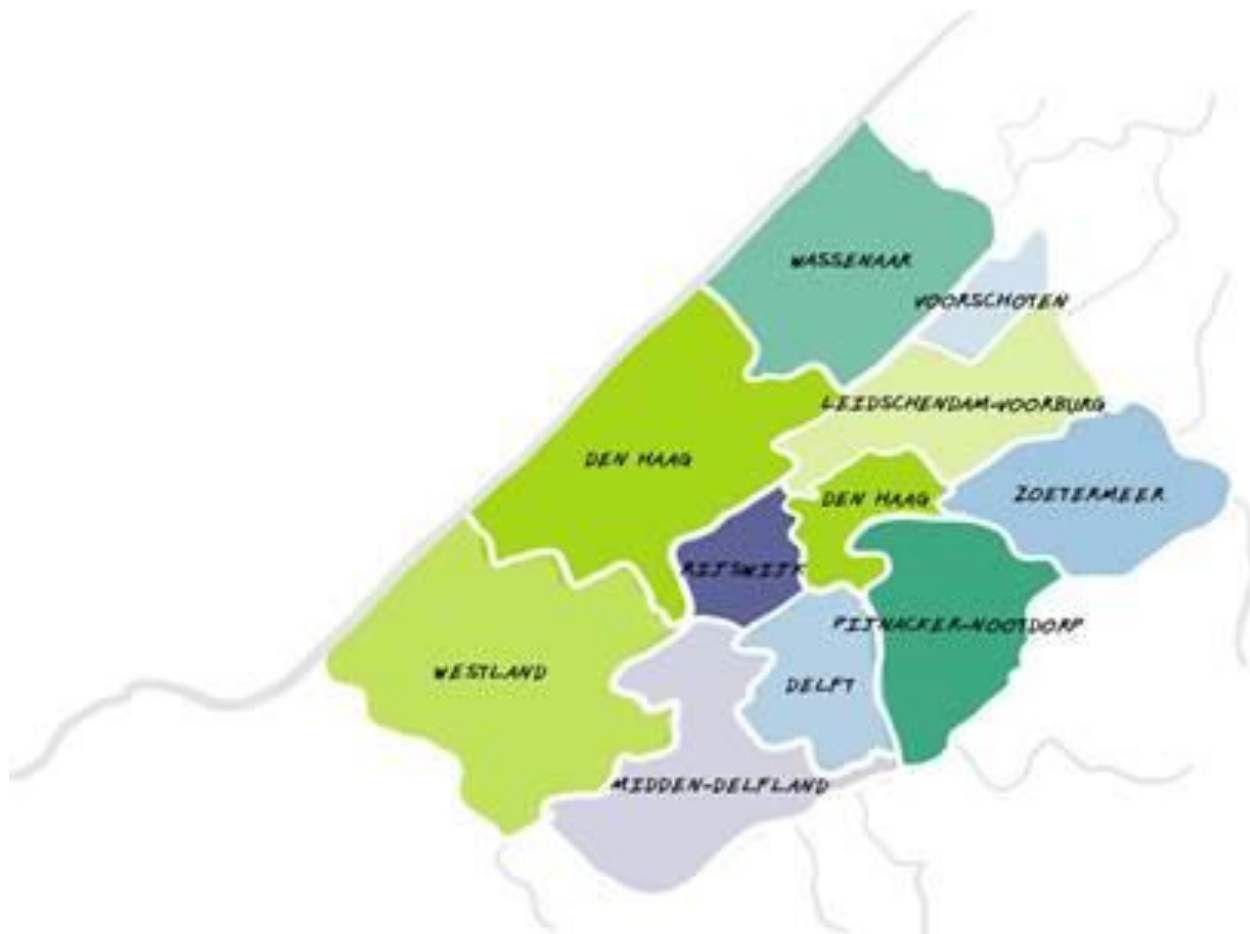 WASSENAAR
VOORSCHOTEN
LEIDSCHENDAM-VOORBURG
DEN HAAG
DEN HAAG
ZOETERMEER
RIJSWIJK
PIJNACKER-NOOTDORP
WESTLAND
DELFT
MIDDEN-DELFLAND